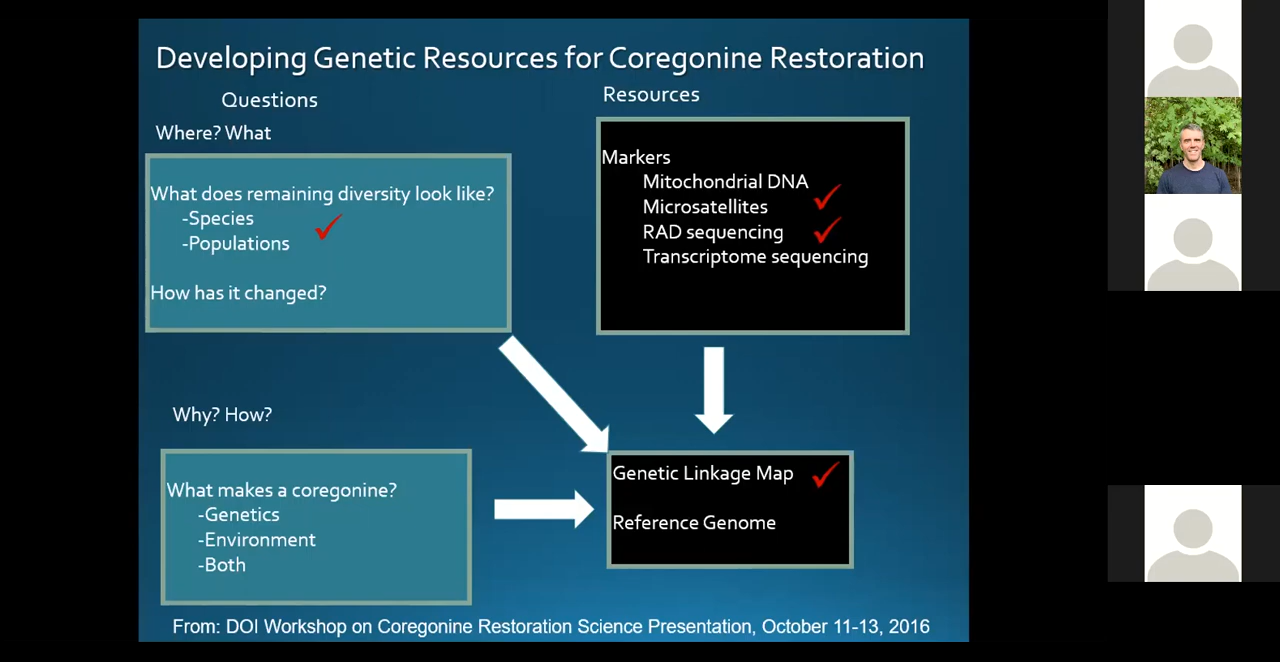 Developing Genetic Resources for Coregonine Restoration
Questions
Where? What
What does remaining diversity look like?
-Species
-Populations
How has it changed?
Resources
Markers
Mitochondrial DNA
Microsatellites
RAD sequencing
Transcriptome sequencing
Why? How?
What makes a coregonine?
-Genetics
-Environment
-Both
Genetic Linkage Map
Reference Genome
From: DOI Workshop on Coregonine Restoration Science Presentation, October 11-13, 2016